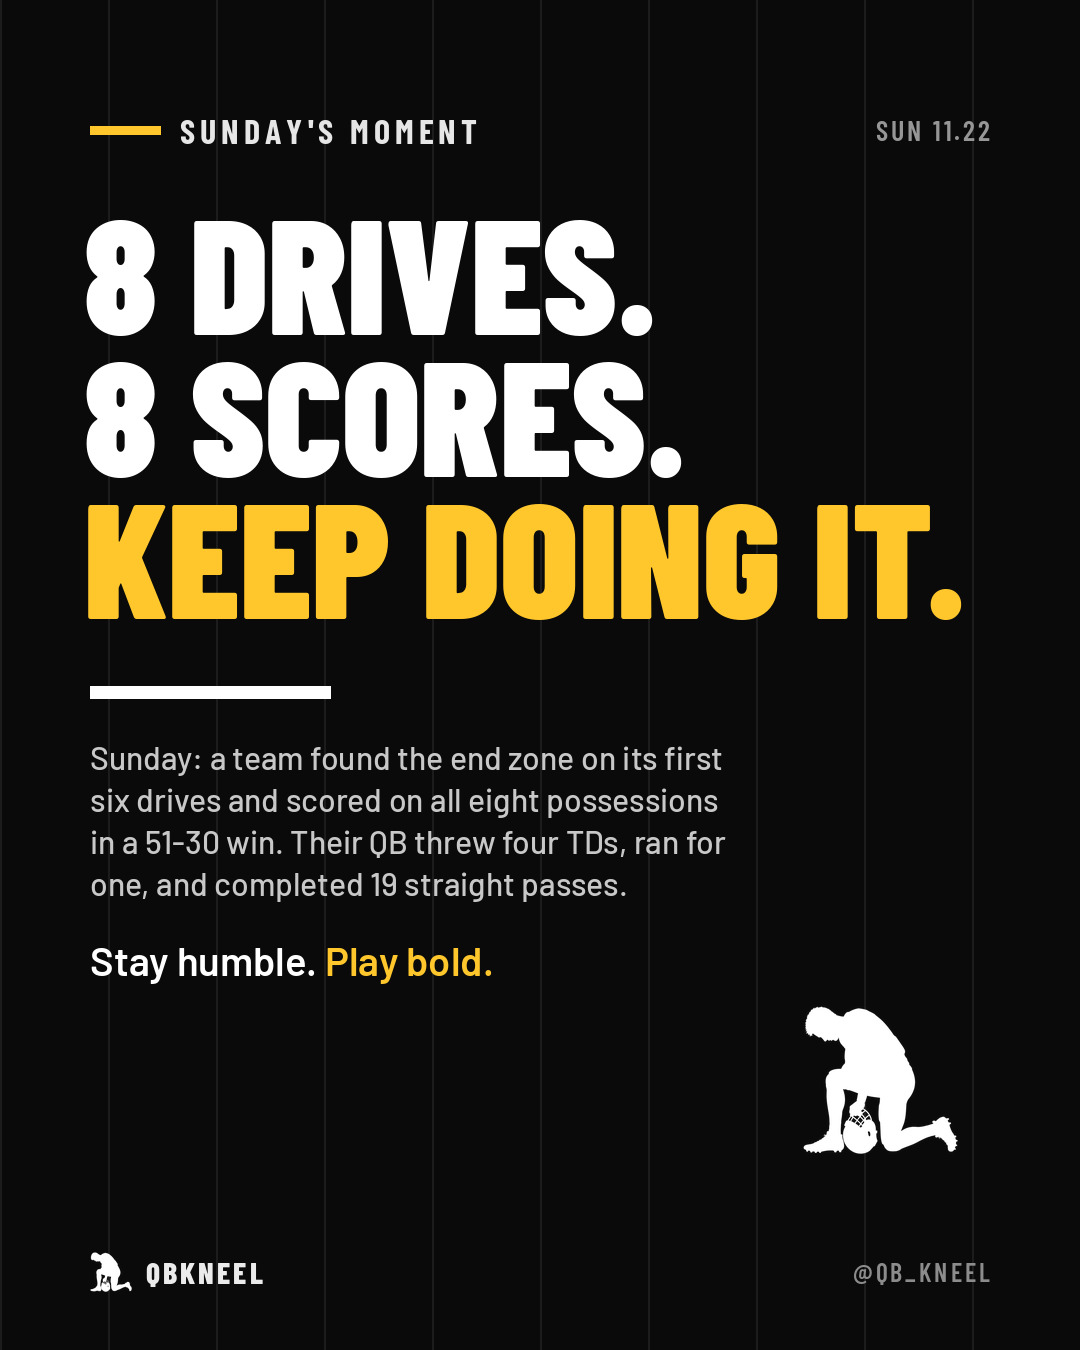 SUNDAY'S MOMENT
SUN 11.22
8 DRIVES.
8 SCORES.
KEEP DOING IT.
Sunday: a team found the end zone on its first
six drives and scored on all eight possessions
in a 51-30 win. Their QB threw four TDs, ran for
one, and completed 19 straight passes.
Stay humble. Play bold.
QBKNEEL
@QB_KNEEL